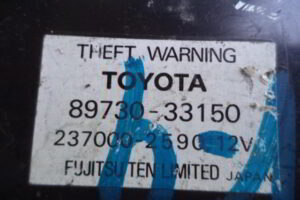 THEFT WARNING
TOYOTA
89730-33150
237000-2590 12V
FUJITSU TEN LIMITED JAPAN